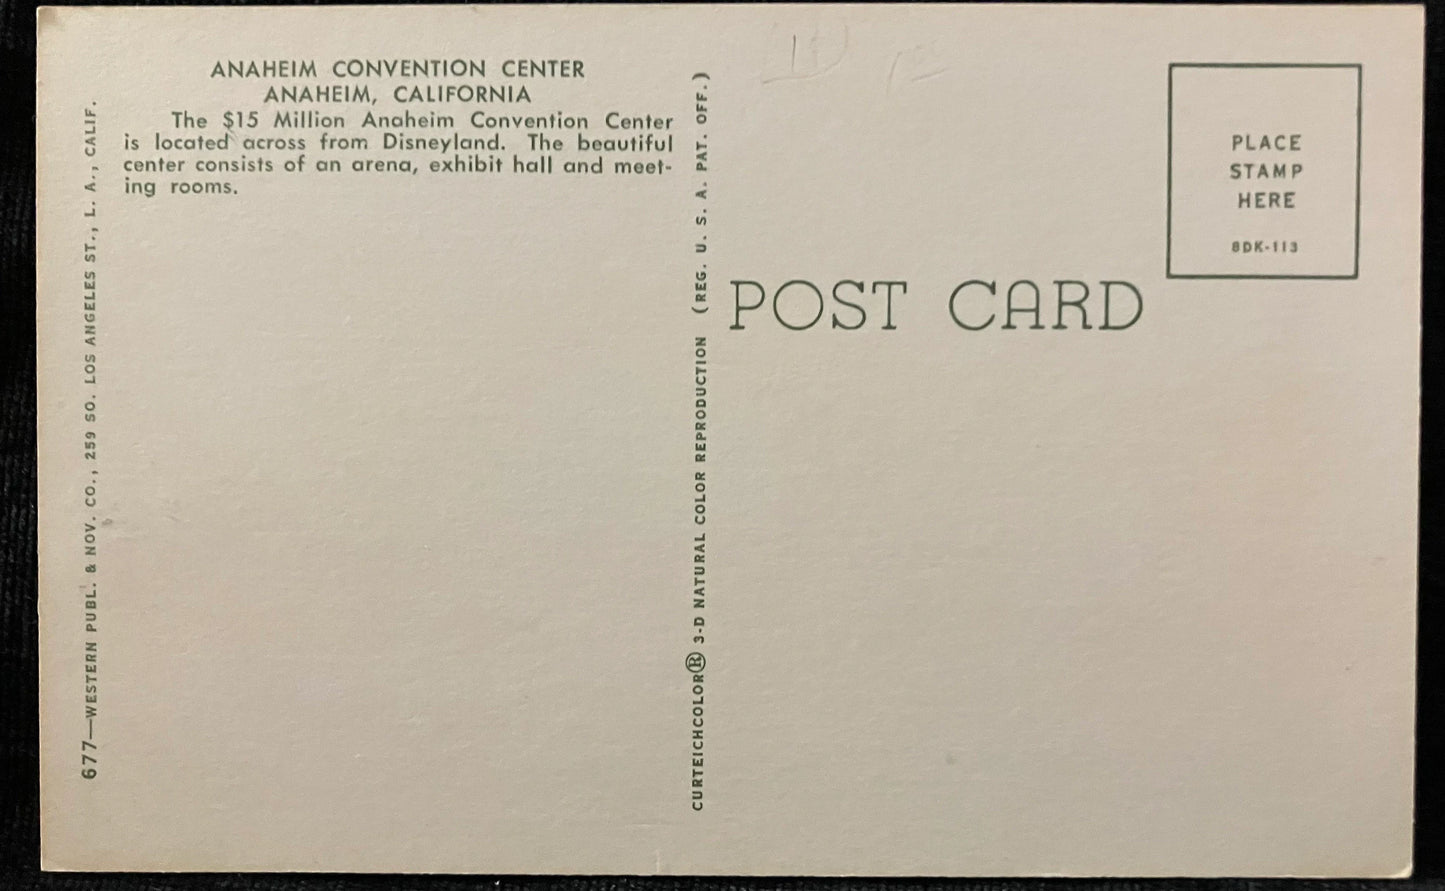 ANAHEIM CONVENTION CENTER
ANAHEIM, CALIFORNIA
The $15 Million Anaheim Convention Center
is located across from Disneyland. The beautiful
center consists of an arena, exhibit hall and meet-
ing rooms.
677—WESTERN PUBL. & NOV. CO., 259 SO. LOS ANGELES ST., L. A., CALIF.
CURTEICHCOLOR® 3-D NATURAL COLOR REPRODUCTION (REG. U. S. A. PAT. OFF.)
POST CARD
PLACE
STAMP
HERE
8DK-113